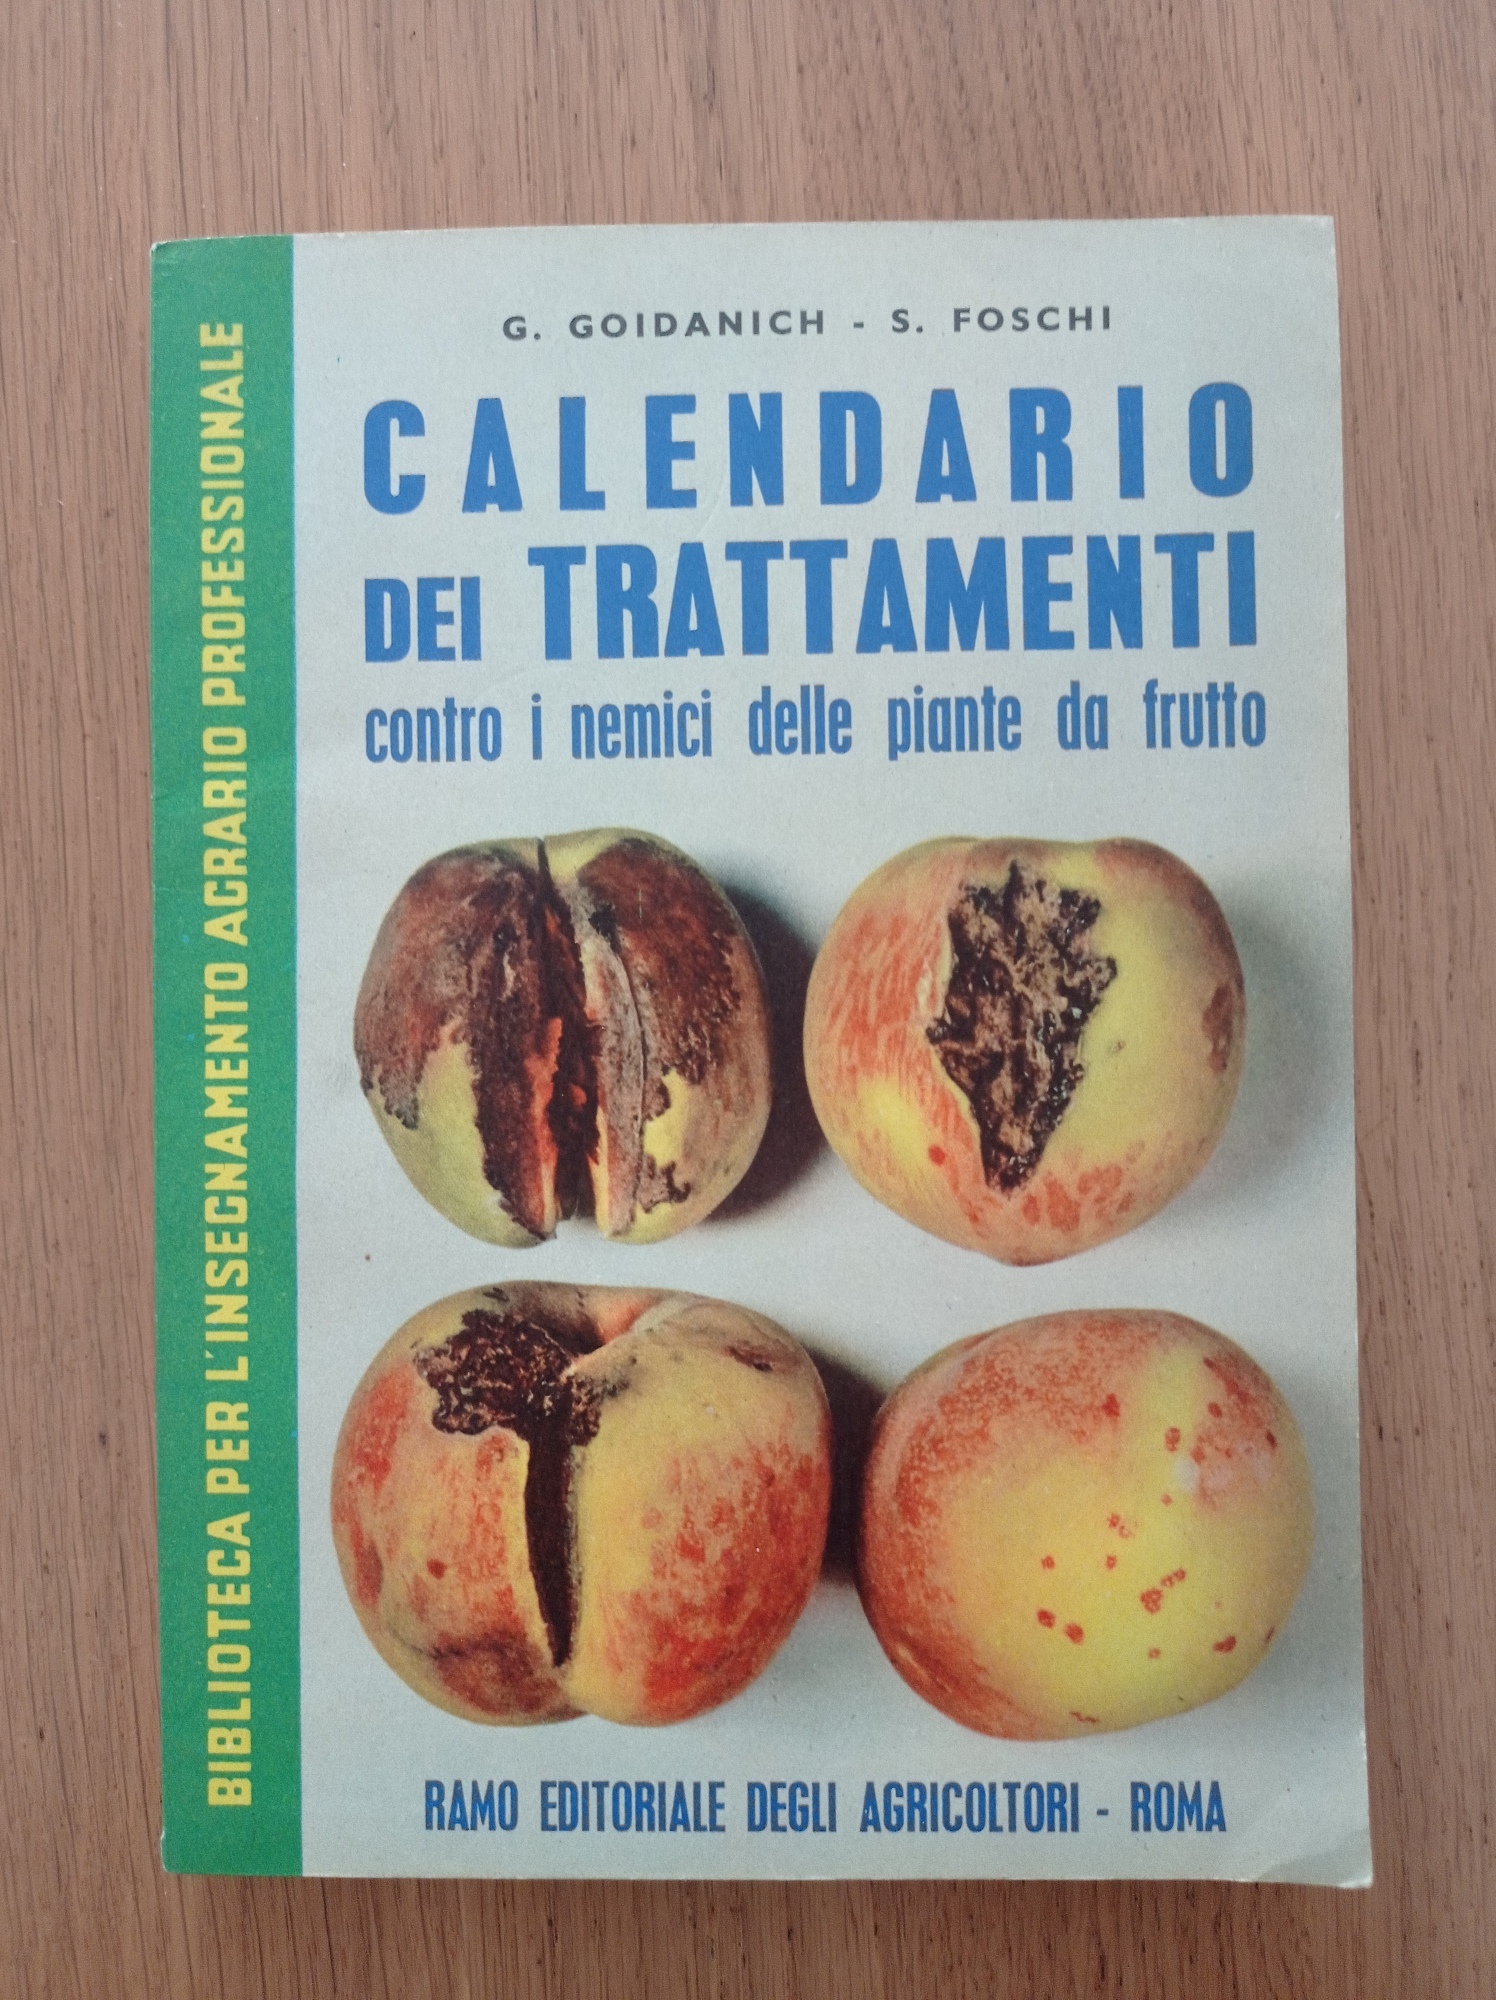 G. GOIDANICH - S. FOSCHI
CALENDARIO
DEI TRATTAMENTI
contro i nemici delle piante da frutto
RAMO EDITORIALE DEGLI AGRICOLTORI - ROMA
BIBLIOTECA PER L'INSEGNAMENTO AGRARIO PROFESSIONALE